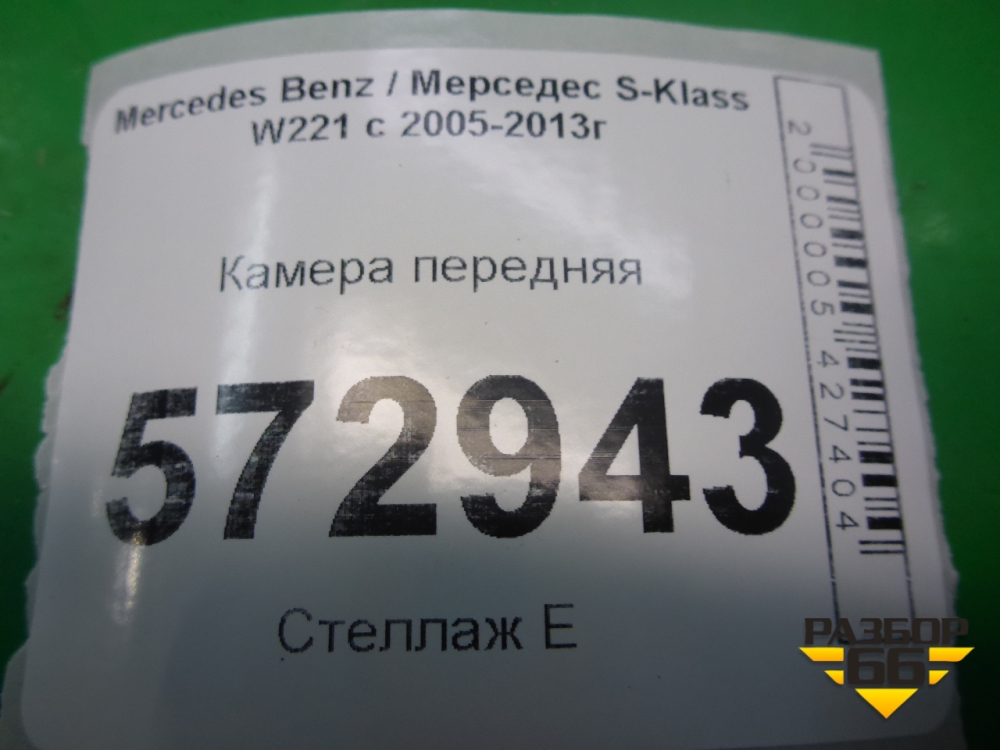 Mercedes Benz / Мерседес S-Klass
W221 с 2005-2013г
Камера передняя
572943
Стеллаж Е
2000005427404
РАЗБОР
66